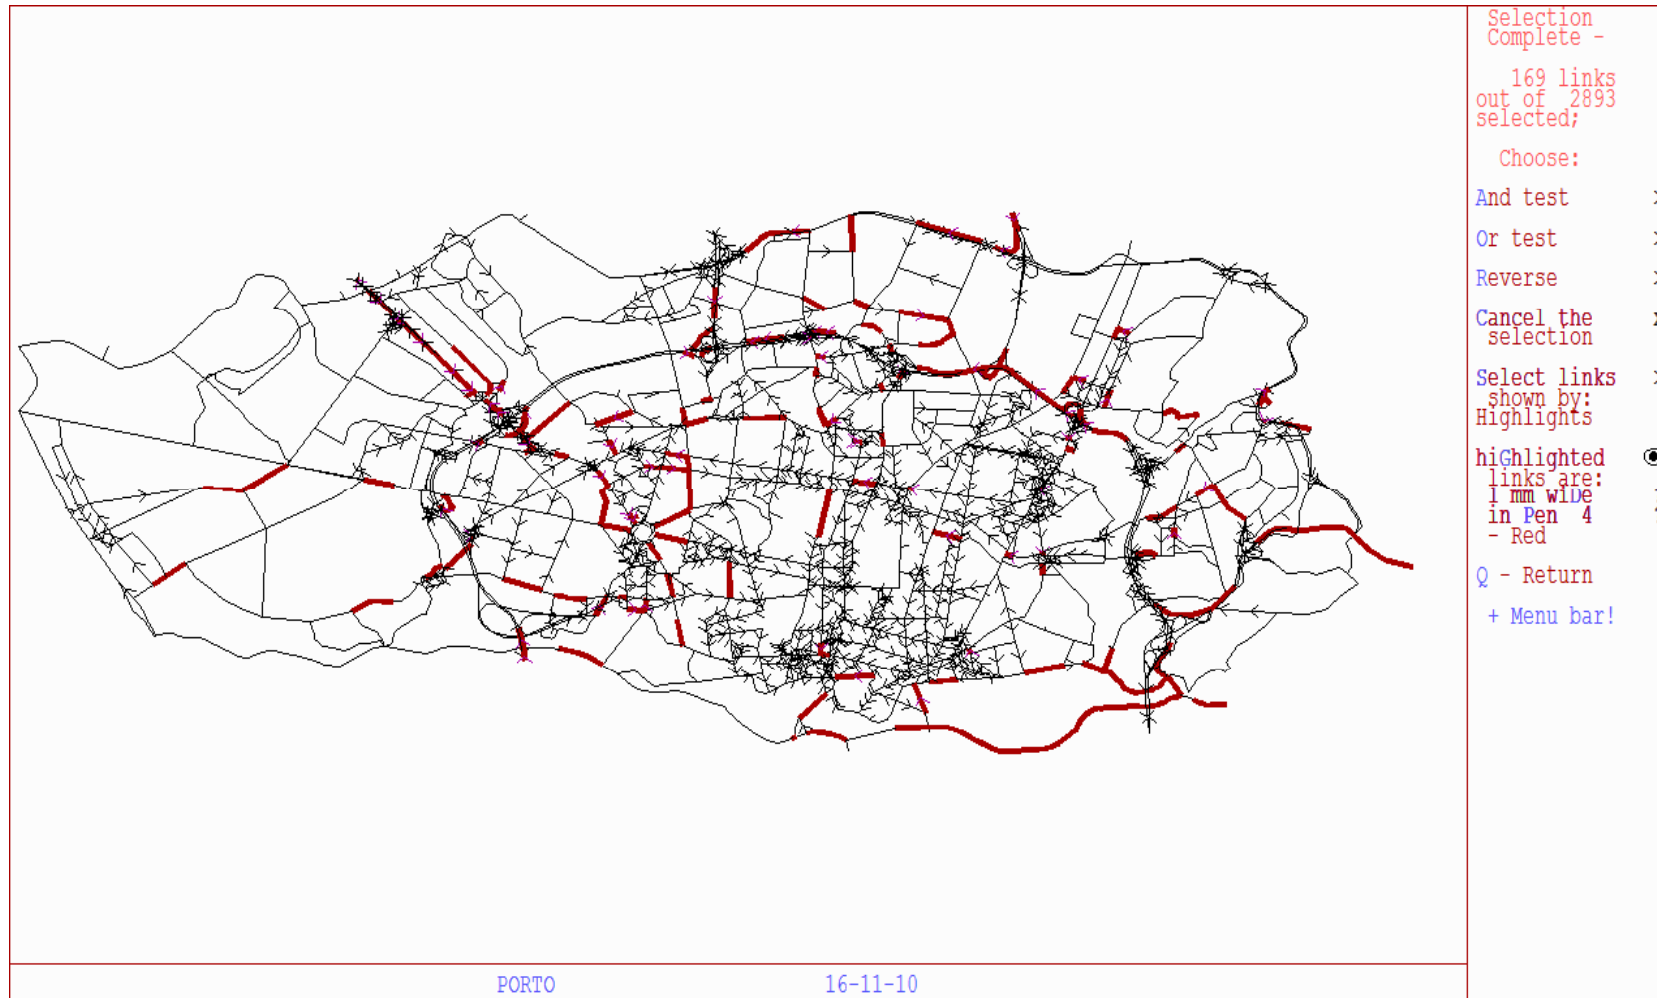 Selection
Complete -
169 links
out of 2893
selected;
Choose:
And test
Or test
Reverse
Cancel the
selection
Select links
shown by:
Highlights
hiGhlighted
links are:
1 mm wiDe
in Pen 4
- Red
Q - Return
+ Menu bar!
PORTO 16-11-10